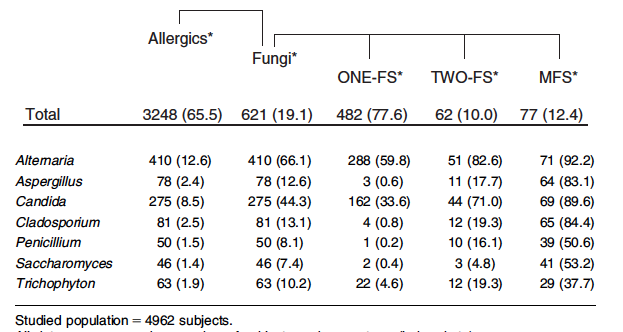 Allergics*
Fungi*
ONE-FS* TWO-FS* MFS*
Total 3248 (65.5) 621 (19.1) 482 (77.6) 62 (10.0) 77 (12.4)
Alternaria 410 (12.6) 410 (66.1) 288 (59.8) 51 (82.6) 71 (92.2)
Aspergillus 78 (2.4) 78 (12.6) 3 (0.6) 11 (17.7) 64 (83.1)
Candida 275 (8.5) 275 (44.3) 162 (33.6) 44 (71.0) 69 (89.6)
Cladosporium 81 (2.5) 81 (13.1) 4 (0.8) 12 (19.3) 65 (84.4)
Penicillium 50 (1.5) 50 (8.1) 1 (0.2) 10 (16.1) 39 (50.6)
Saccharomyces 46 (1.4) 46 (7.4) 2 (0.4) 3 (4.8) 41 (53.2)
Trichophyton 63 (1.9) 63 (10.2) 22 (4.6) 12 (19.3) 29 (37.7)
Studied population = 4962 subjects.